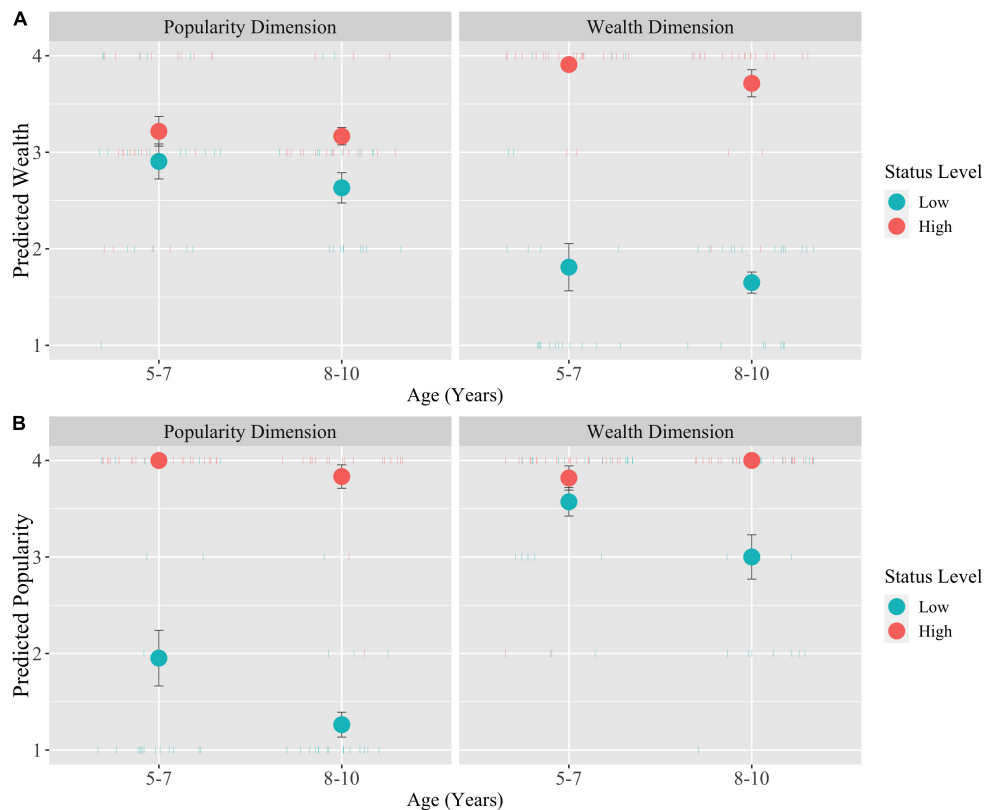 A
Popularity Dimension Wealth Dimension
Predicted Wealth
4
3
2
1
5-7 8-10 5-7 8-10
Age (Years)
Status Level
Low
High
B
Popularity Dimension Wealth Dimension
Predicted Popularity
4
3
2
1
5-7 8-10 5-7 8-10
Age (Years)
Status Level
Low
High